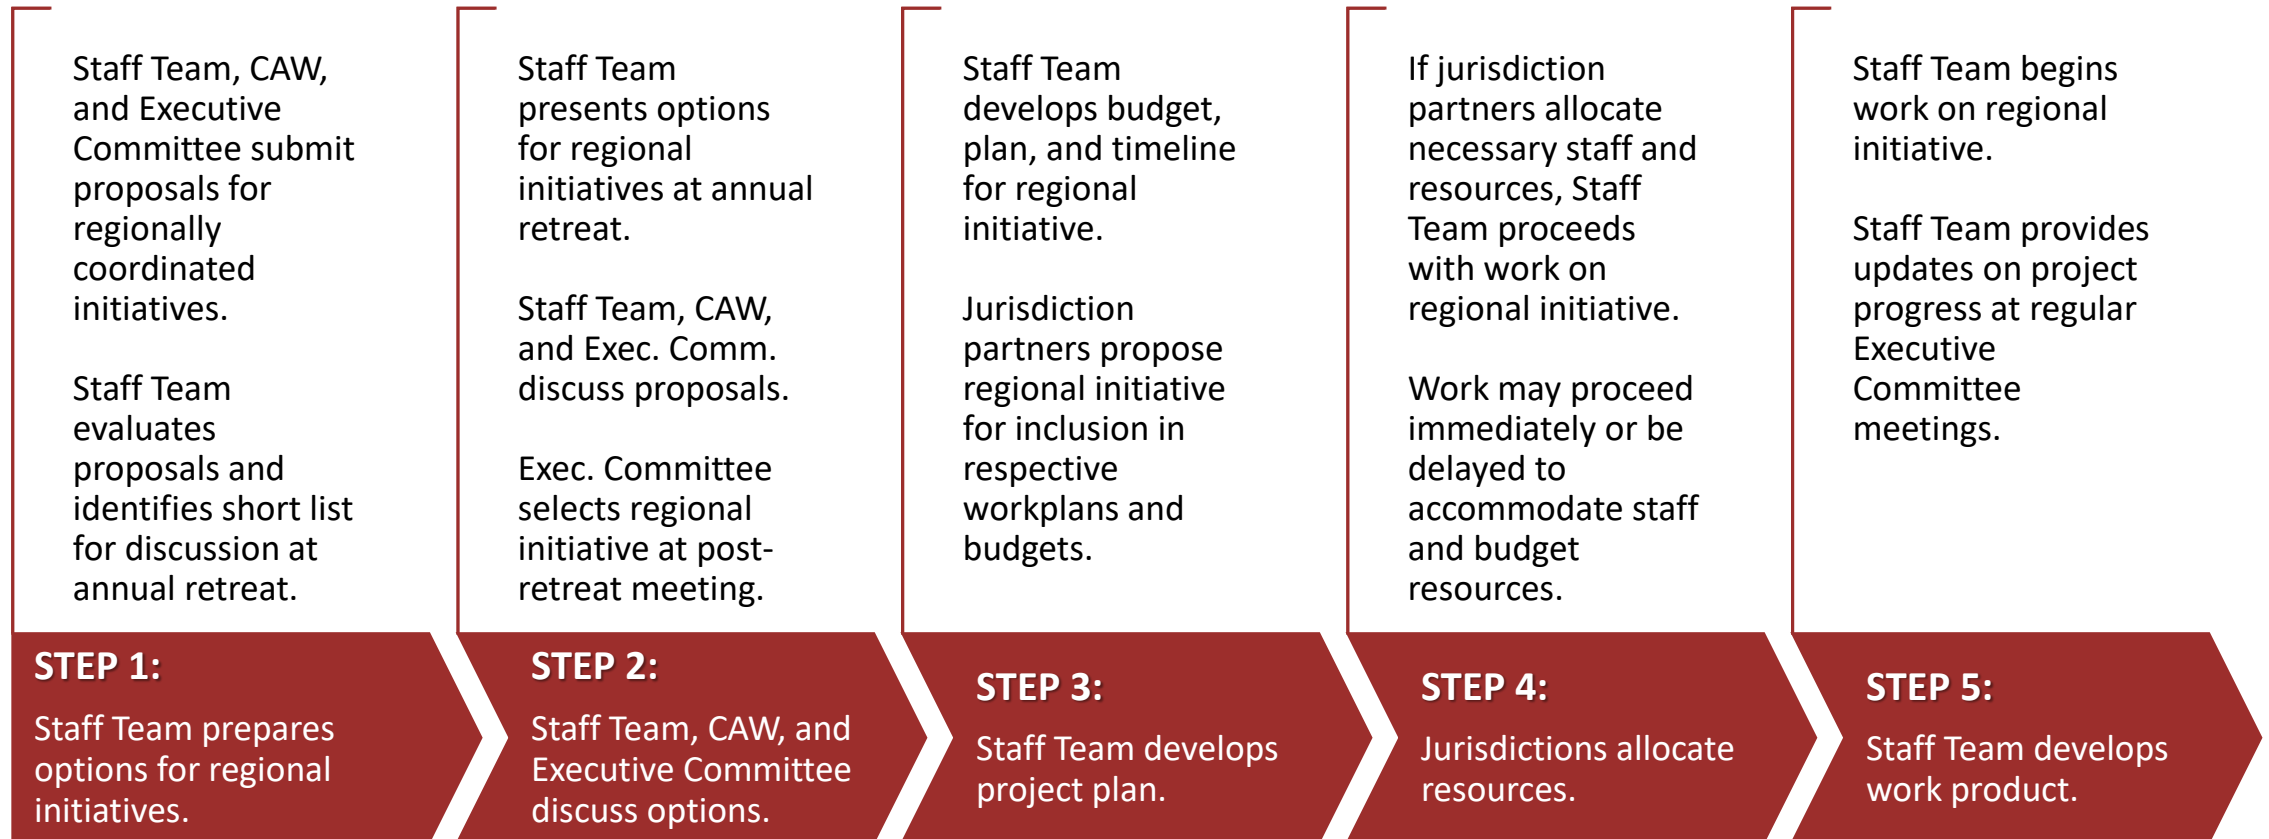 Staff Team, CAW,
and Executive
Committee submit
proposals for
regionally
coordinated
initiatives.
Staff Team
evaluates
proposals and
identifies short list
for discussion at
annual retreat.
STEP 1:
Staff Team prepares
options for regional
initiatives.
Staff Team
presents options
for regional
initiatives at annual
retreat.
Staff Team, CAW,
and Exec. Comm.
discuss proposals.
Exec. Committee
selects regional
initiative at post-
retreat meeting.
STEP 2:
Staff Team, CAW, and
Executive Committee
discuss options.
Staff Team
develops budget,
plan, and timeline
for regional
initiative.
Jurisdiction
partners propose
regional initiative
for inclusion in
respective
workplans and
budgets.
STEP 3:
Staff Team develops
project plan.
If jurisdiction
partners allocate
necessary staff and
resources, Staff
Team proceeds
with work on
regional initiative.
Work may proceed
immediately or be
delayed to
accommodate staff
and budget
resources.
STEP 4:
Jurisdictions allocate
resources.
Staff Team begins
work on regional
initiative.
Staff Team provides
updates on project
progress at regular
Executive
Committee
meetings.
STEP 5:
Staff Team develops
work product.